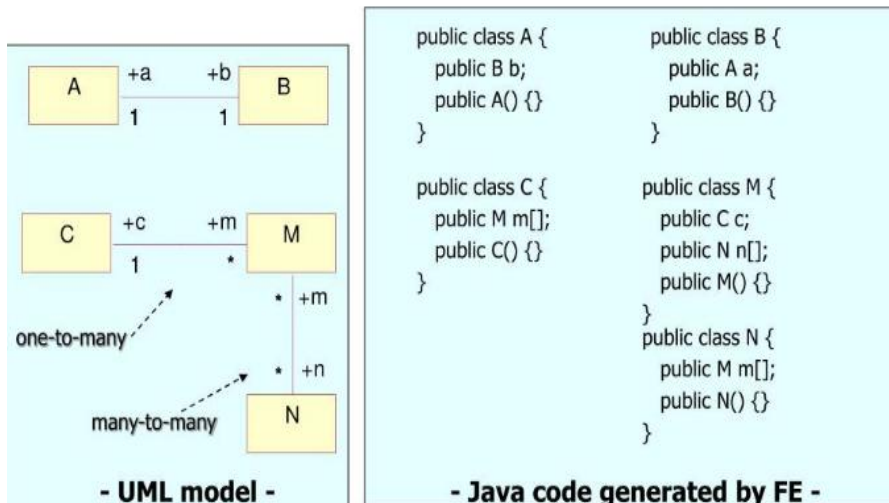 A
+a
+b
B
1
1
C
+c
+m
M
1
*
* +m
one-to-many
* +n
many-to-many
N
- UML model -
public class A {
public B b;
public A() {}
}
public class B {
public A a;
public B() {}
}
public class C {
public M m[];
public C() {}
}
public class M {
public C c;
public N n[];
public M() {}
}
public class N {
public M m[];
public N() {}
}
- Java code generated by FE -